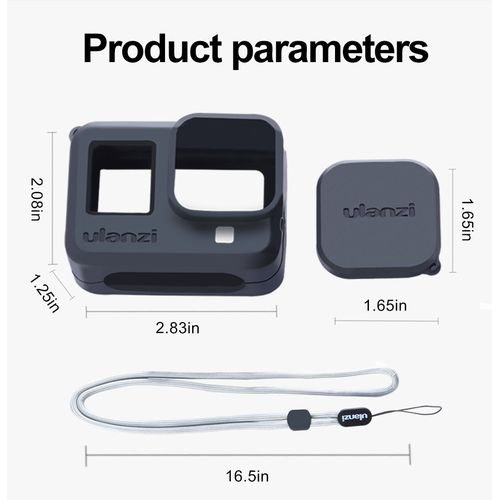 Product parameters
2.08in
1.25in
2.83in
ulanzi
ulanzi
1.65in
1.65in
ulanzi
16.5in